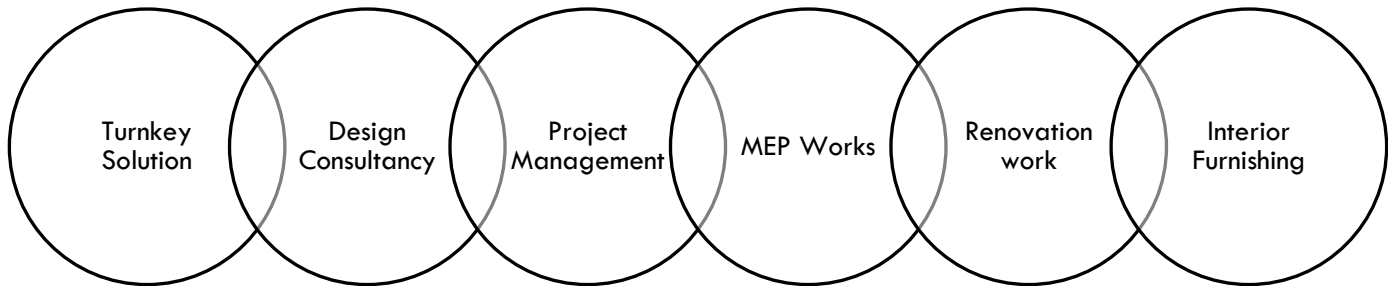 Turnkey
Solution
Design
Consultancy
Project
Management
MEP Works
Renovation
work
Interior
Furnishing